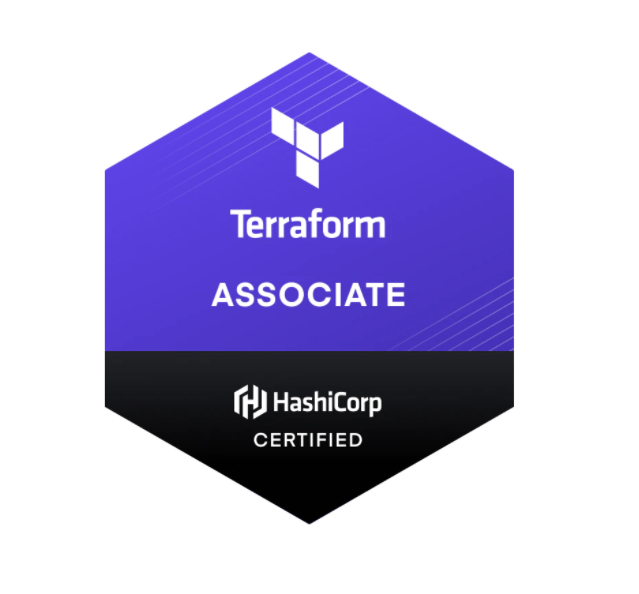 Terraform
ASSOCIATE
HashiCorp
CERTIFIED